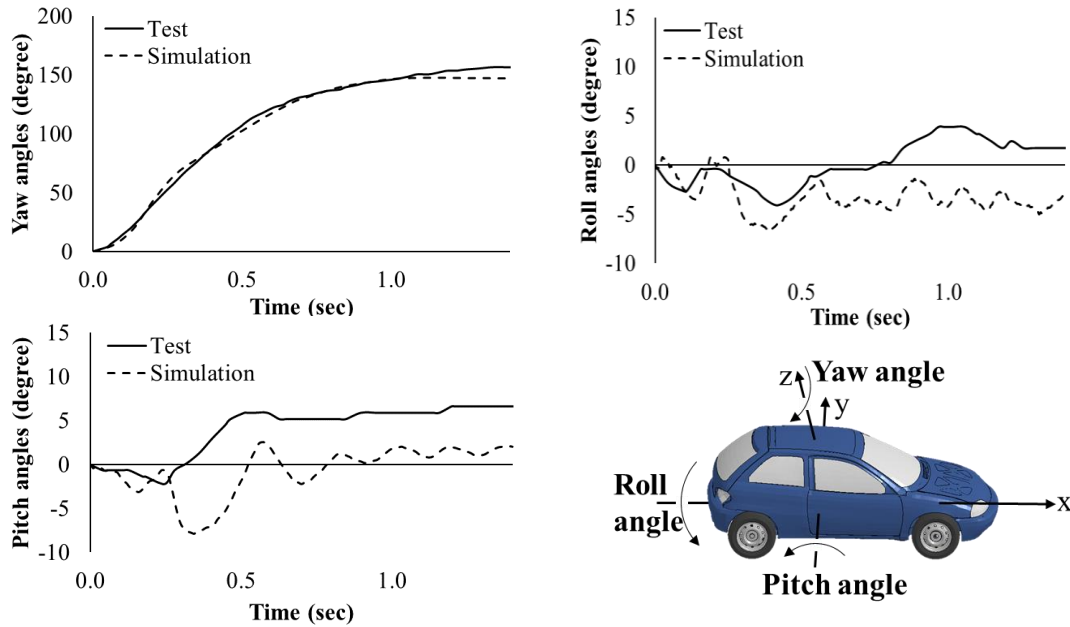 Yaw angles (degree)
200
150
100
50
0
Test
Simulation
0.0 0.5 1.0
Time (sec)
Roll angles (degree)
15
10
5
0
-5
-10
Test
Simulation
0.0 0.5 1.0
Time (sec)
Pitch angles (degree)
15
10
5
0
-5
-10
Test
Simulation
0.0 0.5 1.0
Time (sec)
z Yaw angle
y
Roll
angle
x
Pitch angle